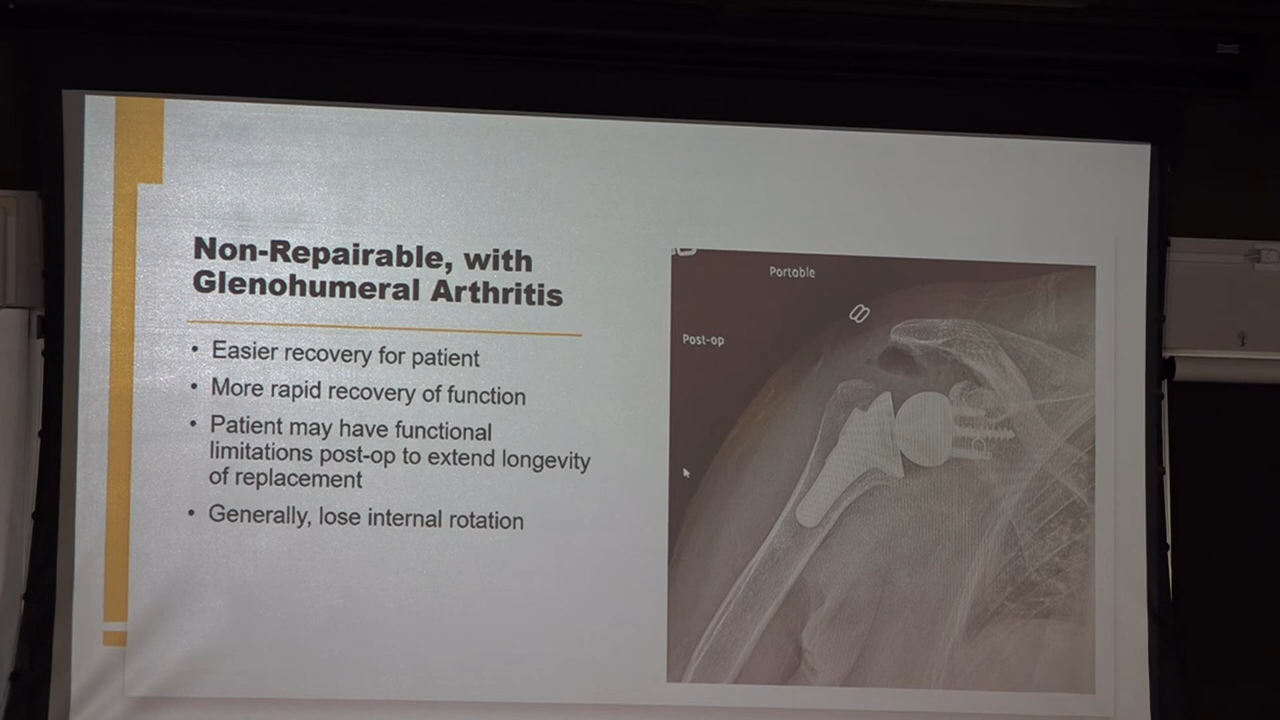 Non-Repairable, with
Glenohumeral Arthritis
• Easier recovery for patient
• More rapid recovery of function
• Patient may have functional
limitations post-op to extend longevity
of replacement
• Generally, lose internal rotation
Portable
Post-op